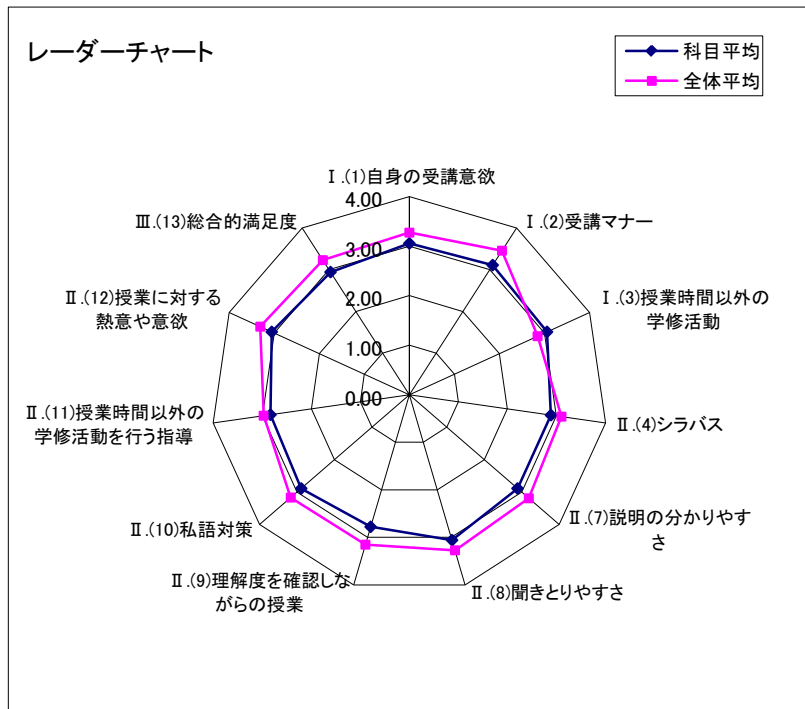 レーダーチャート
科目平均
全体平均
Ⅰ.(1)自身の受講意欲
Ⅰ.(2)受講マナー
Ⅰ.(3)授業時間以外の
学修活動
Ⅱ.(4)シラバス
Ⅱ.(7)説明の分かりやす
さ
Ⅱ.(8)聞きとりやすさ
Ⅱ.(9)理解度を確認しな
がらの授業
Ⅱ.(10)私語対策
Ⅱ.(11)授業時間以外の
学修活動を行う指導
Ⅱ.(12)授業に対する
熱意や意欲
Ⅲ.(13)総合的満足度
4.00
3.00
2.00
1.00
0.00